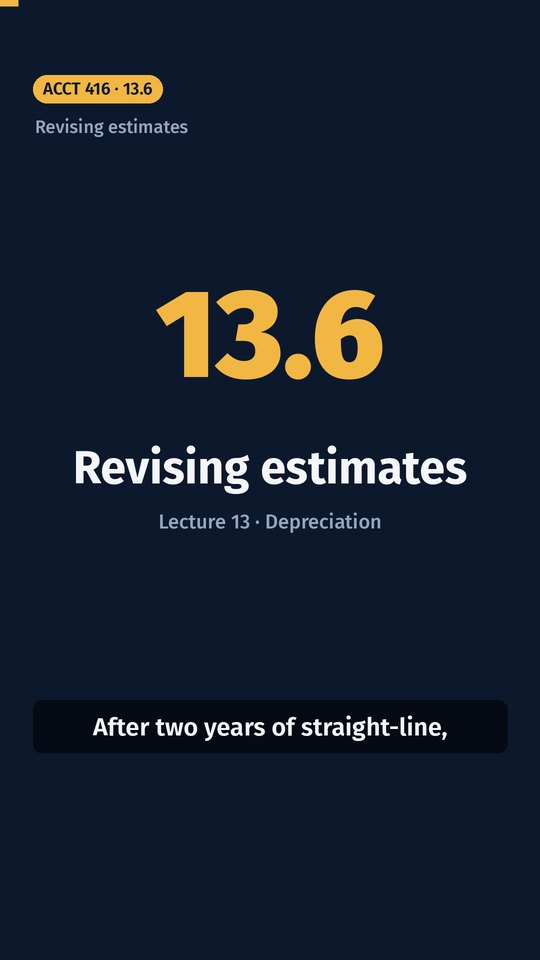 ACCT 416 · 13.6
Revising estimates
13.6
Revising estimates
Lecture 13 · Depreciation
After two years of straight-line,